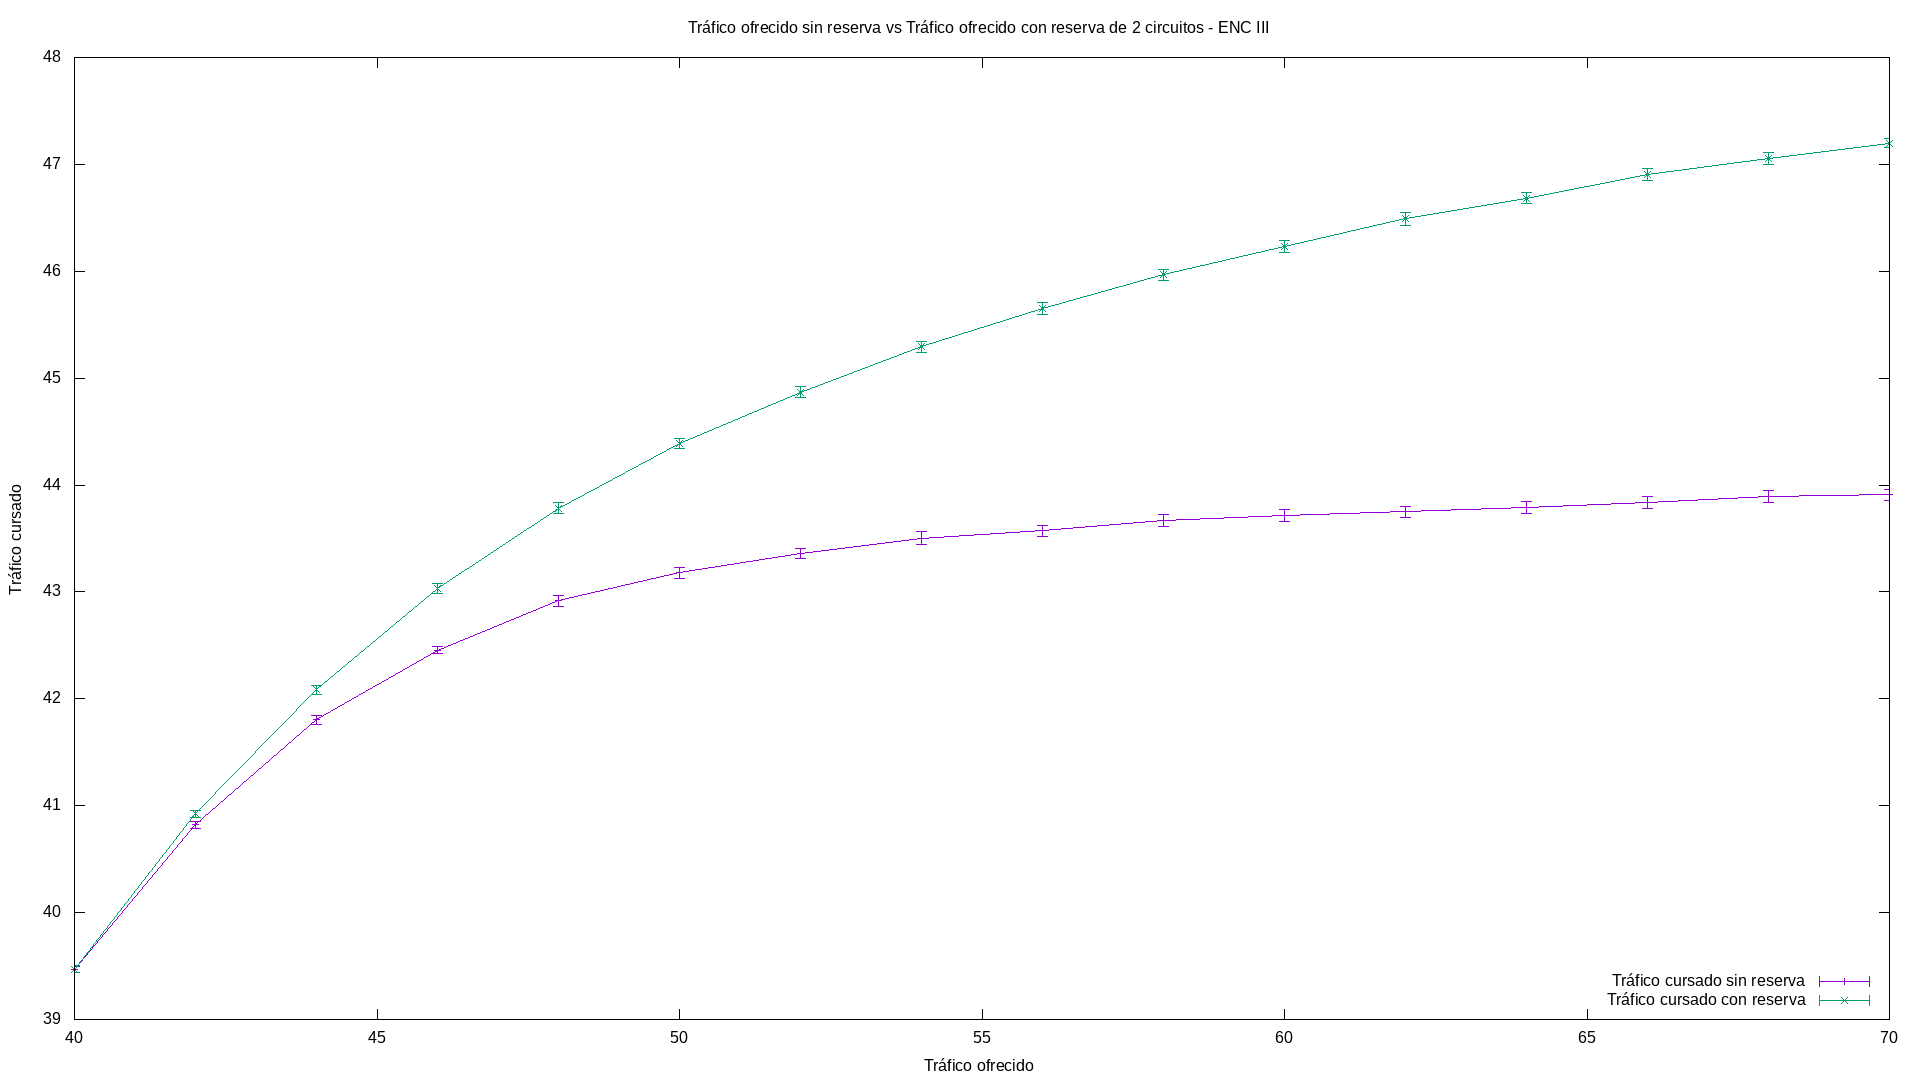 Tráfico ofrecido sin reserva vs Tráfico ofrecido con reserva de 2 circuitos - ENC III
48
47
46
45
44
43
42
41
40
39
Tráfico cursado
Tráfico cursado sin reserva
Tráfico cursado con reserva
40 45 50 55 60 65 70
Tráfico ofrecido